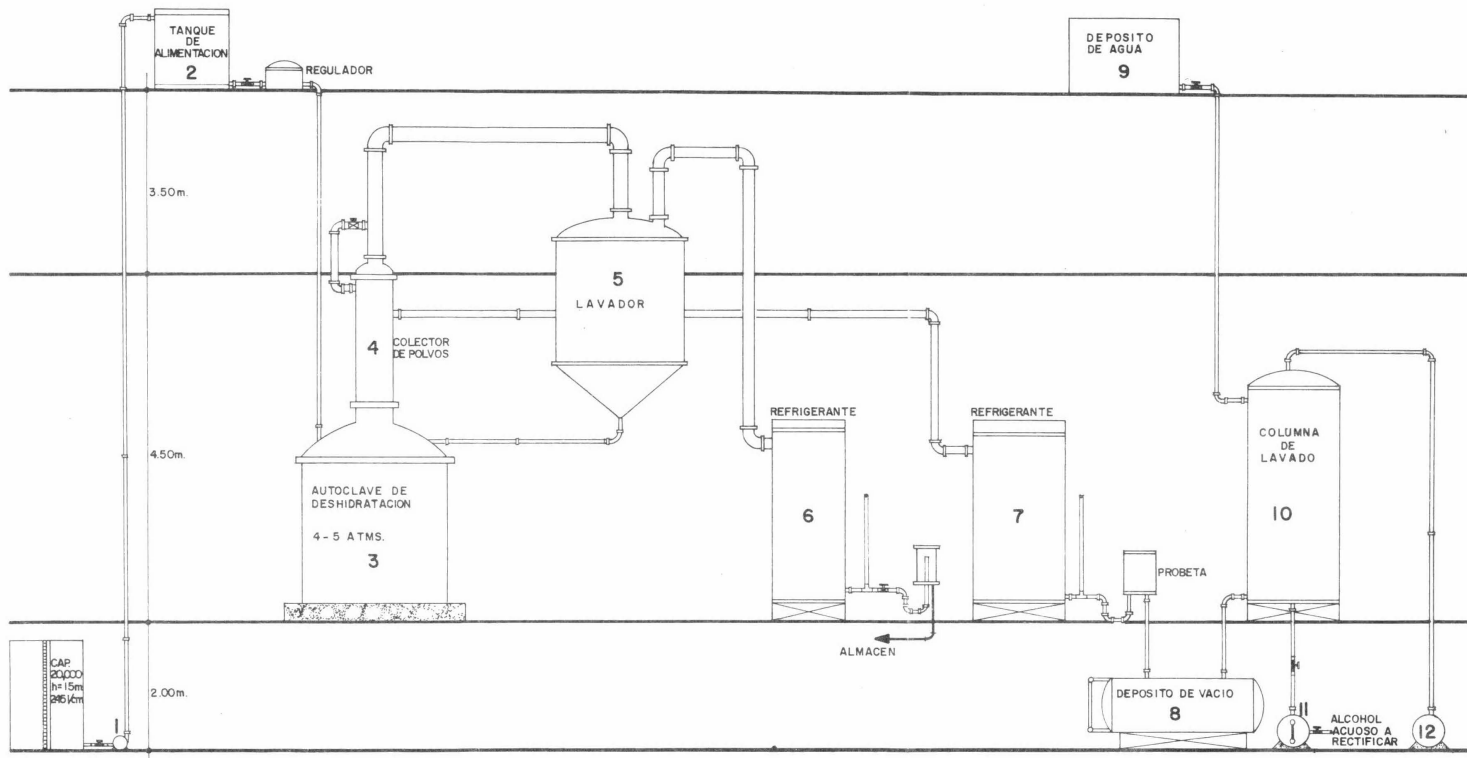 TANQUE
DE
ALIMENTACION
2
REGULADOR
DEPOSITO
DE AGUA
9
3.50m.
5
LAVADOR
4
COLECTOR
DE POLVOS
REFRIGERANTE
REFRIGERANTE
COLUMNA
DE
LAVADO
4.50m.
AUTOCLAVE DE
DESHIDRATACION
4-5 ATMS.
3
6
7
10
PROBETA
ALMACEN
CAP.
20,000
h=1.5m
2.00m.
1
DEPOSITO DE VACIO
8
11
ALCOHOL
ACUOSO A
RECTIFICAR
12